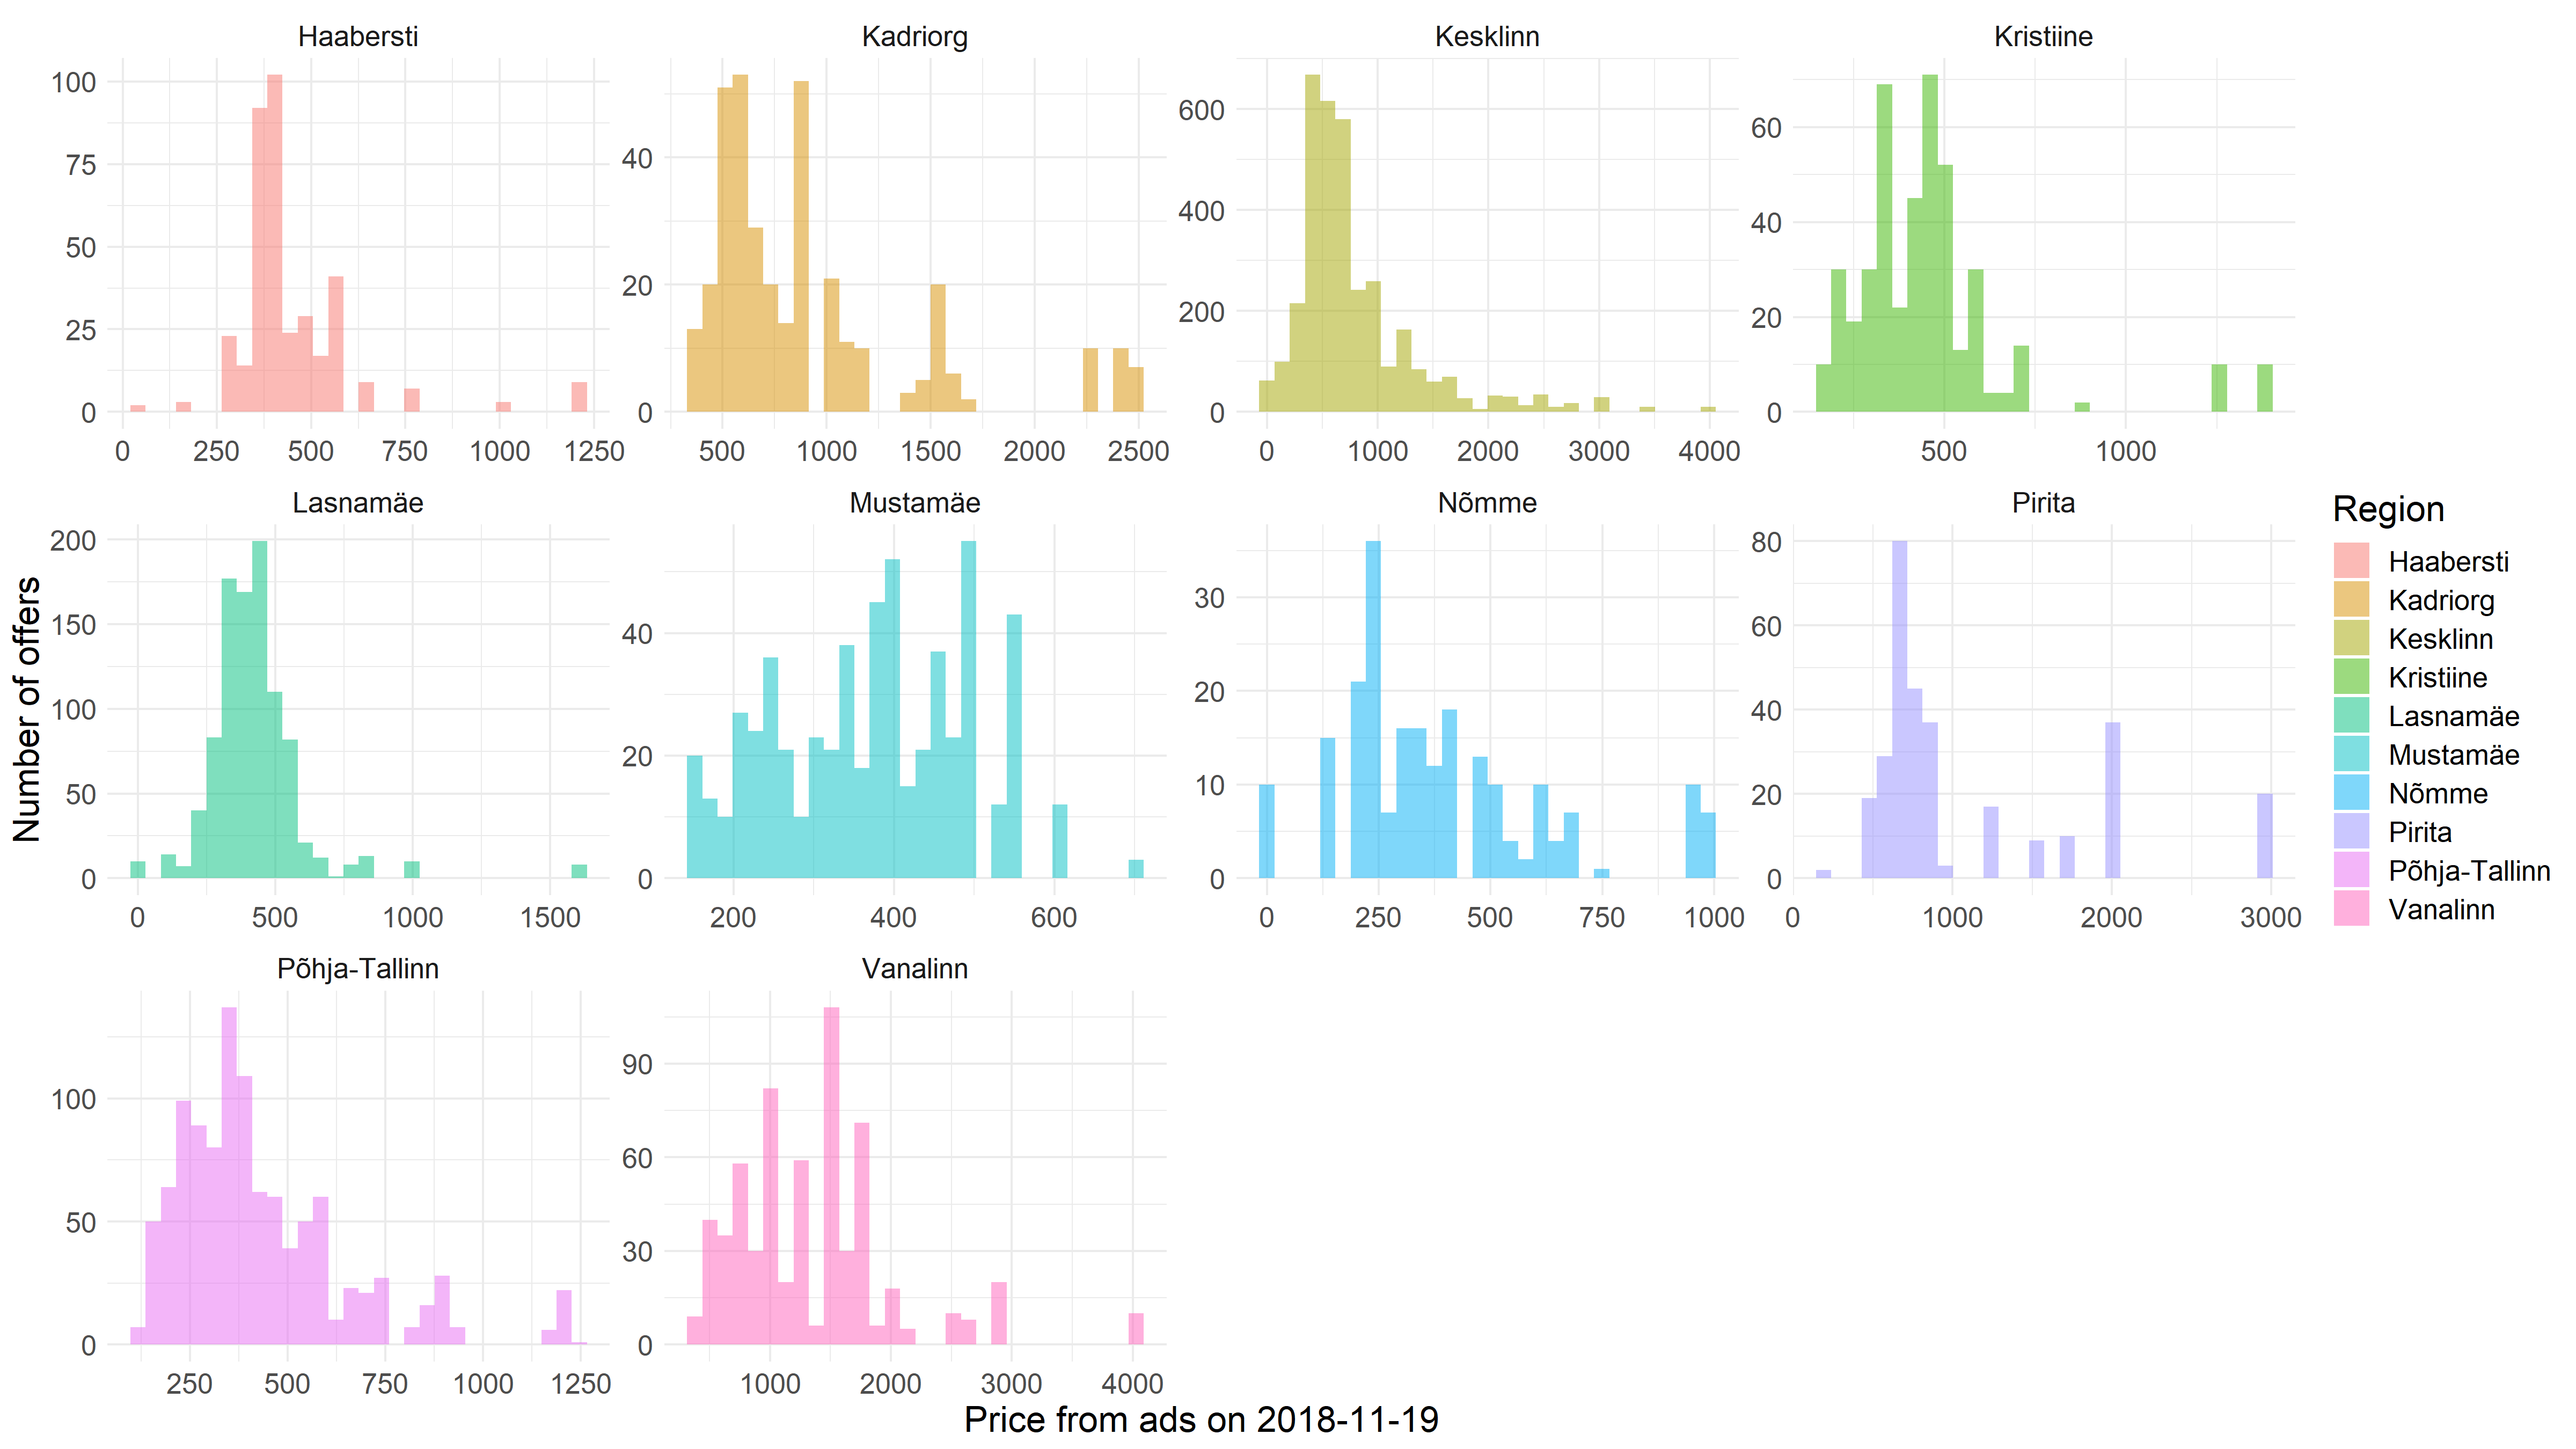 Haabersti
Kadriorg
Kesklinn
Kristiine
100
75
50
25
0
0 250 500 750 1000 1250
40
20
0
500 1000 1500 2000 2500
600
400
200
0
0 1000 2000 3000 4000
60
40
20
0
500 1000
Lasnamäe
Mustamäe
Nõmme
Pirita
200
150
100
50
0
0 500 1000 1500
40
20
0
200 400 600
30
20
10
0
0 250 500 750 1000
80
60
40
20
0
0 1000 2000 3000
Põhja-Tallinn
Vanalinn
100
50
0
250 500 750 1000 1250
90
60
30
0
1000 2000 3000 4000
Number of offers
Price from ads on 2018-11-19
Region
Haabersti
Kadriorg
Kesklinn
Kristiine
Lasnamäe
Mustamäe
Nõmme
Pirita
Põhja-Tallinn
Vanalinn